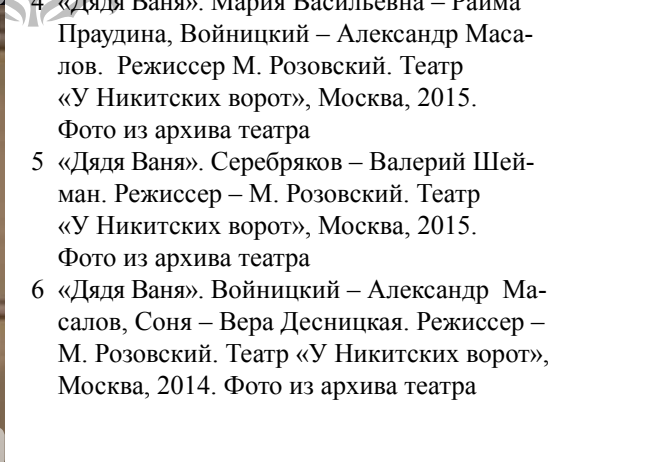 4 «Дядя Ваня». Мария Васильевна – Раима
Праудина, Войницкий – Александр Маса-
лов.  Режиссер М. Розовский. Театр
«У Никитских ворот», Москва, 2015.
Фото из архива театра
5 «Дядя Ваня». Серебряков – Валерий Шей-
ман. Режиссер – М. Розовский. Театр
«У Никитских ворот», Москва, 2015.
Фото из архива театра
6 «Дядя Ваня». Войницкий – Александр  Ма-
салов, Соня – Вера Десницкая. Режиссер –
М. Розовский. Театр «У Никитских ворот»,
Москва, 2014. Фото из архива театра